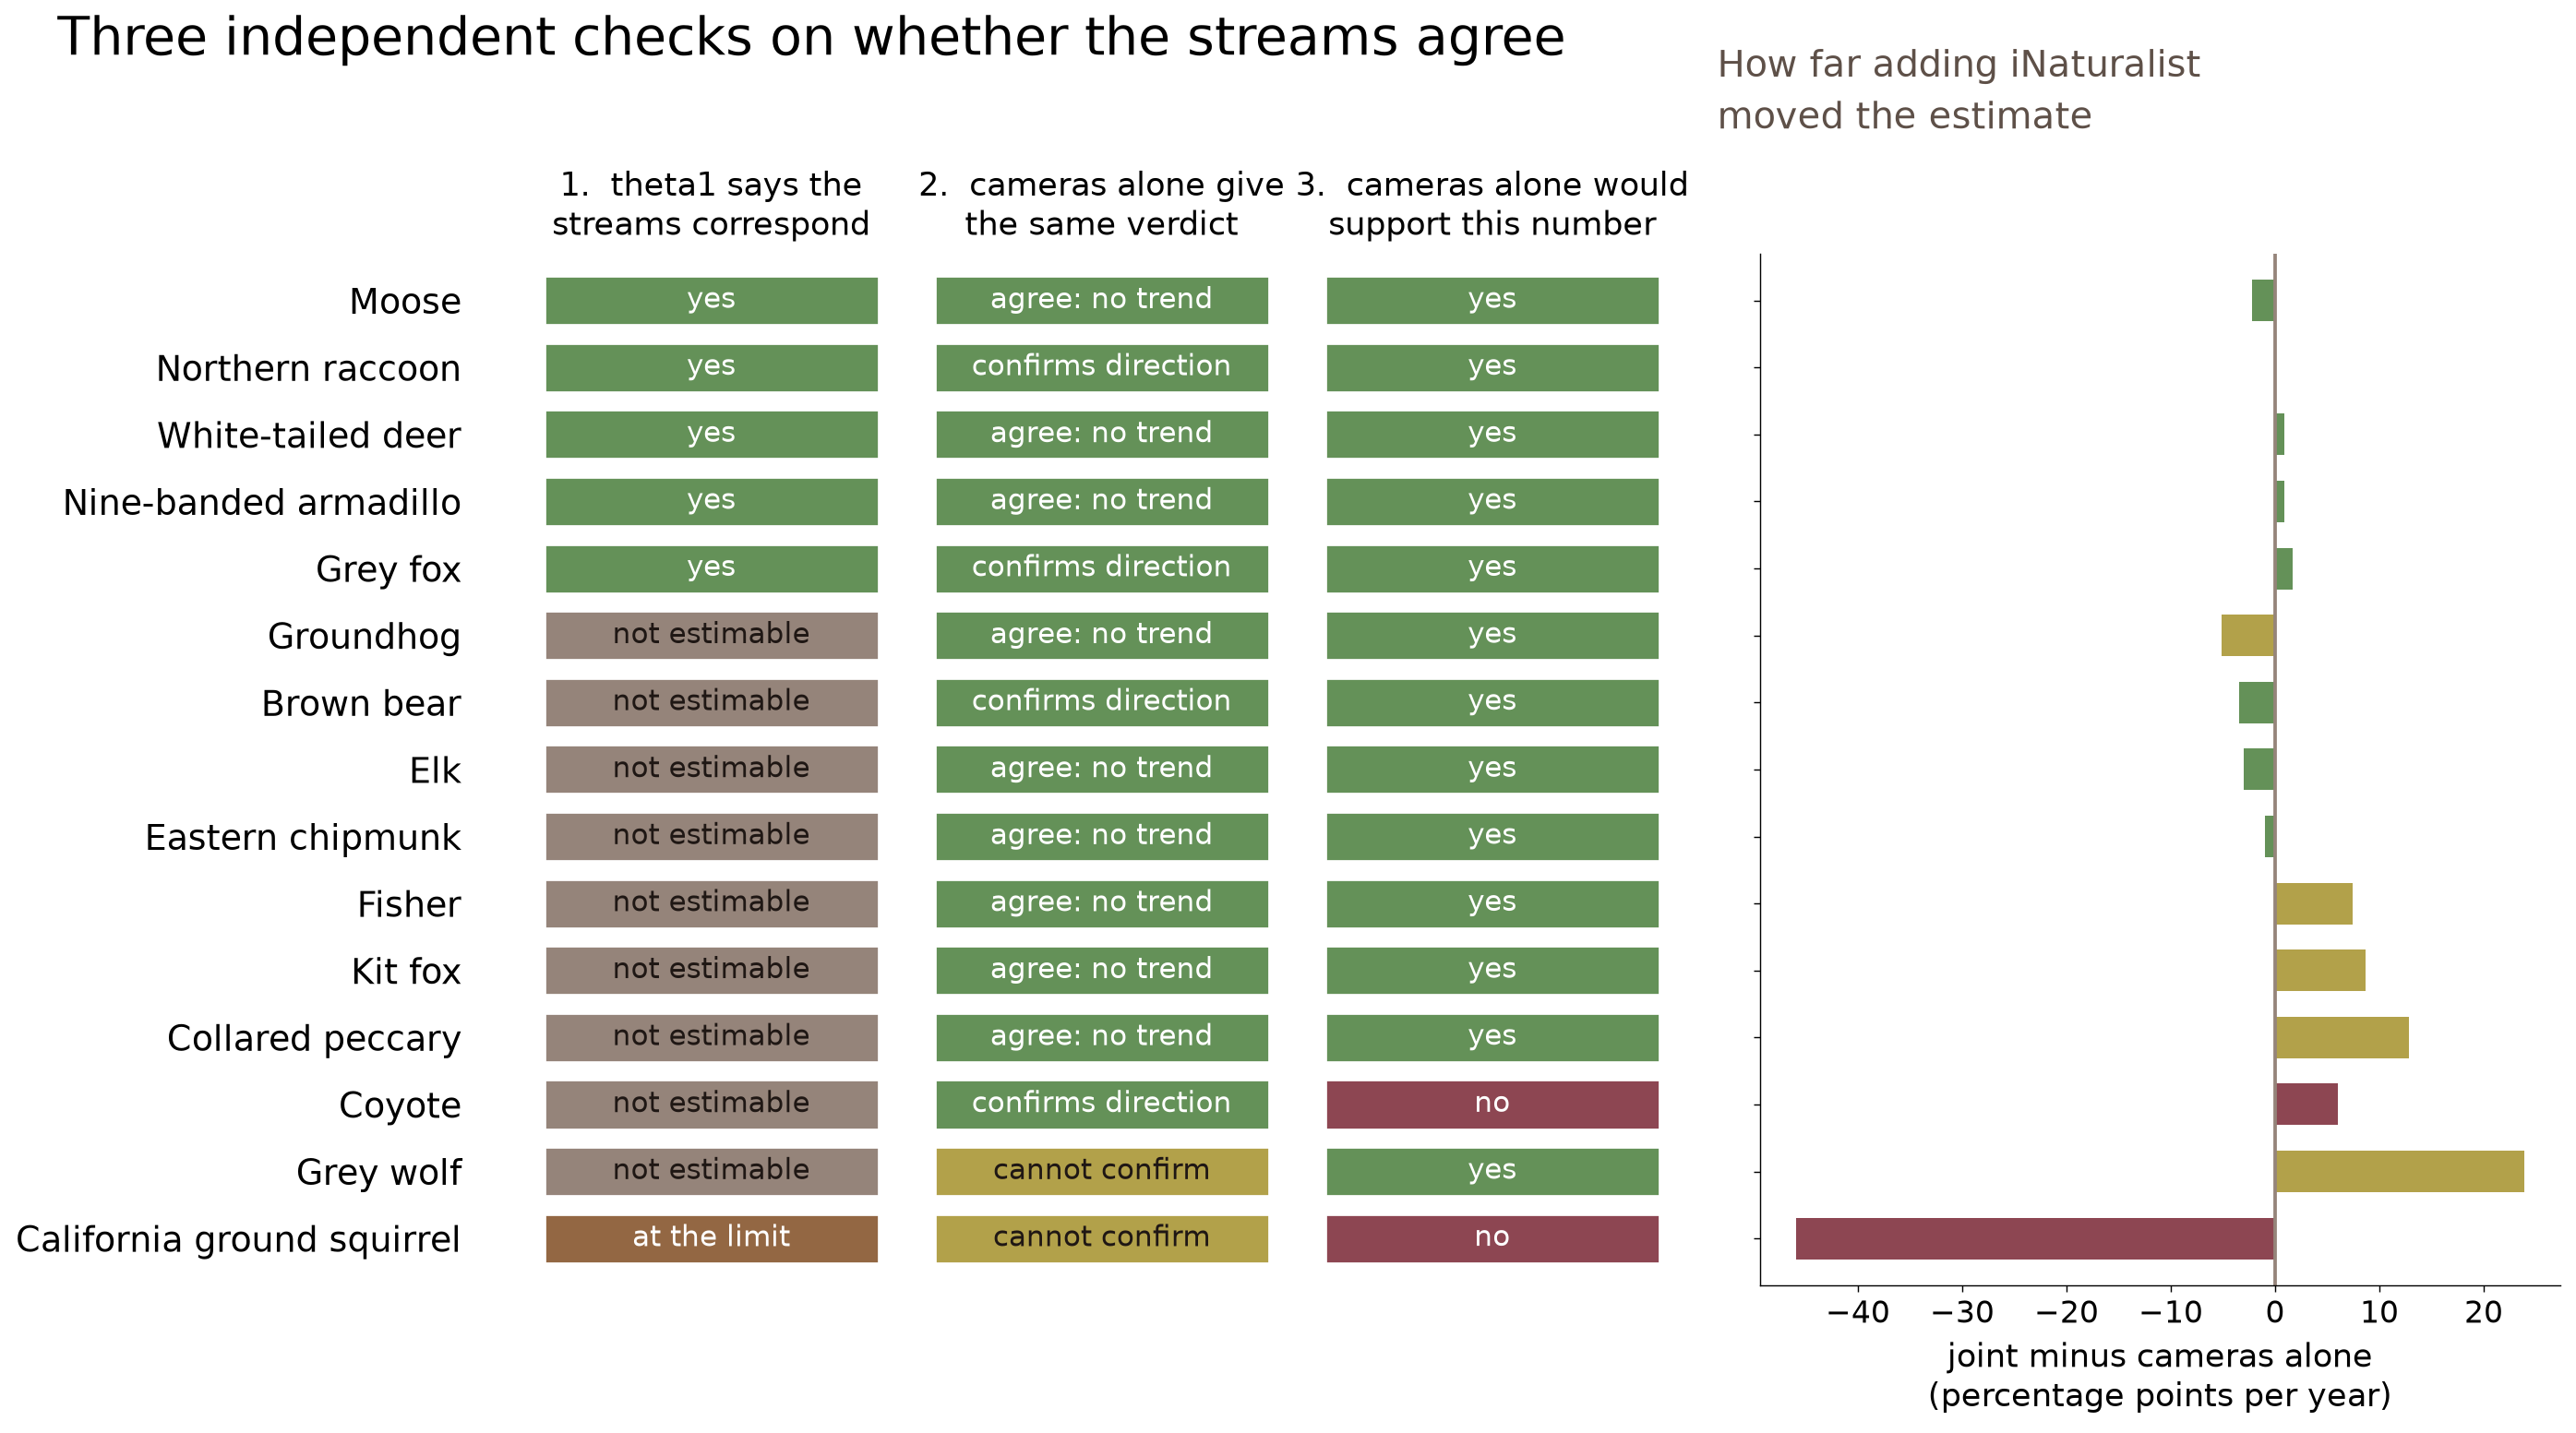 Three independent checks on whether the streams agree
How far adding iNaturalist
moved the estimate
1.  theta1 says the
streams correspond
2.  cameras alone give
the same verdict
3.  cameras alone would
support this number
Moose yes agree: no trend yes
Northern raccoon yes confirms direction yes
White-tailed deer yes agree: no trend yes
Nine-banded armadillo yes agree: no trend yes
Grey fox yes confirms direction yes
Groundhog not estimable agree: no trend yes
Brown bear not estimable confirms direction yes
Elk not estimable agree: no trend yes
Eastern chipmunk not estimable agree: no trend yes
Fisher not estimable agree: no trend yes
Kit fox not estimable agree: no trend yes
Collared peccary not estimable agree: no trend yes
Coyote not estimable confirms direction no
Grey wolf not estimable cannot confirm yes
California ground squirrel at the limit cannot confirm no
−40 −30 −20 −10 0 10 20
joint minus cameras alone
(percentage points per year)